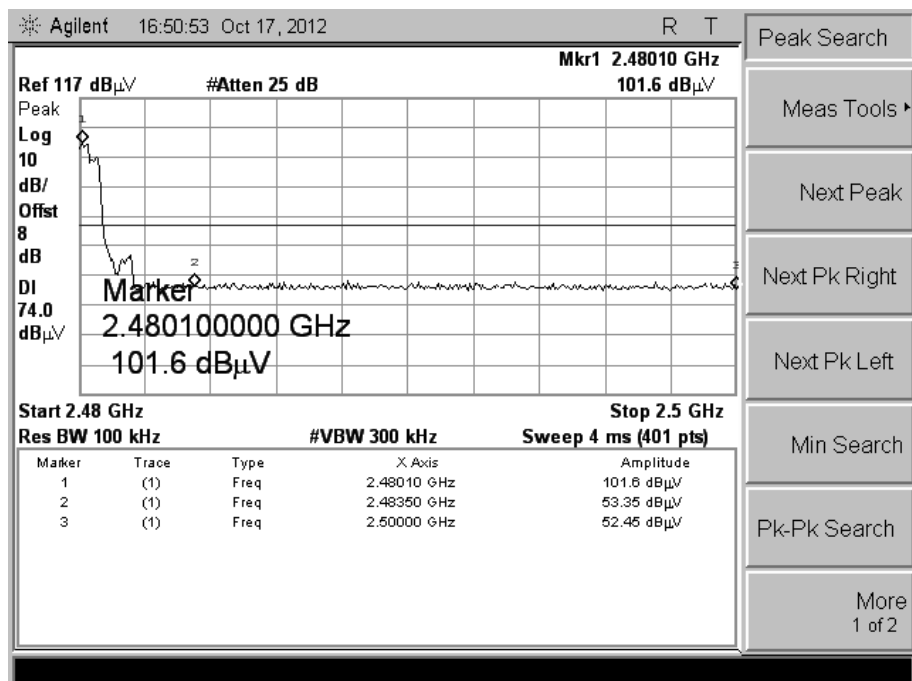 Agilent 16:50:53 Oct 17, 2012 R T
Mkr1 2.48010 GHz
Ref 117 dBμV #Atten 25 dB 101.6 dBμV
Peak
Log
10
dB/
Offst
8
dB
DI
74.0
dBμV
1
2
3
Marker
2.480100000 GHz
101.6 dBμV
Start 2.48 GHz Stop 2.5 GHz
Res BW 100 kHz #VBW 300 kHz Sweep 4 ms (401 pts)
Marker Trace Type X Axis Amplitude
1 (1) Freq 2.48010 GHz 101.6 dBμV
2 (1) Freq 2.48350 GHz 53.35 dBμV
3 (1) Freq 2.50000 GHz 52.45 dBμV
Peak Search
Meas Tools
Next Peak
Next Pk Right
Next Pk Left
Min Search
Pk-Pk Search
More
1 of 2